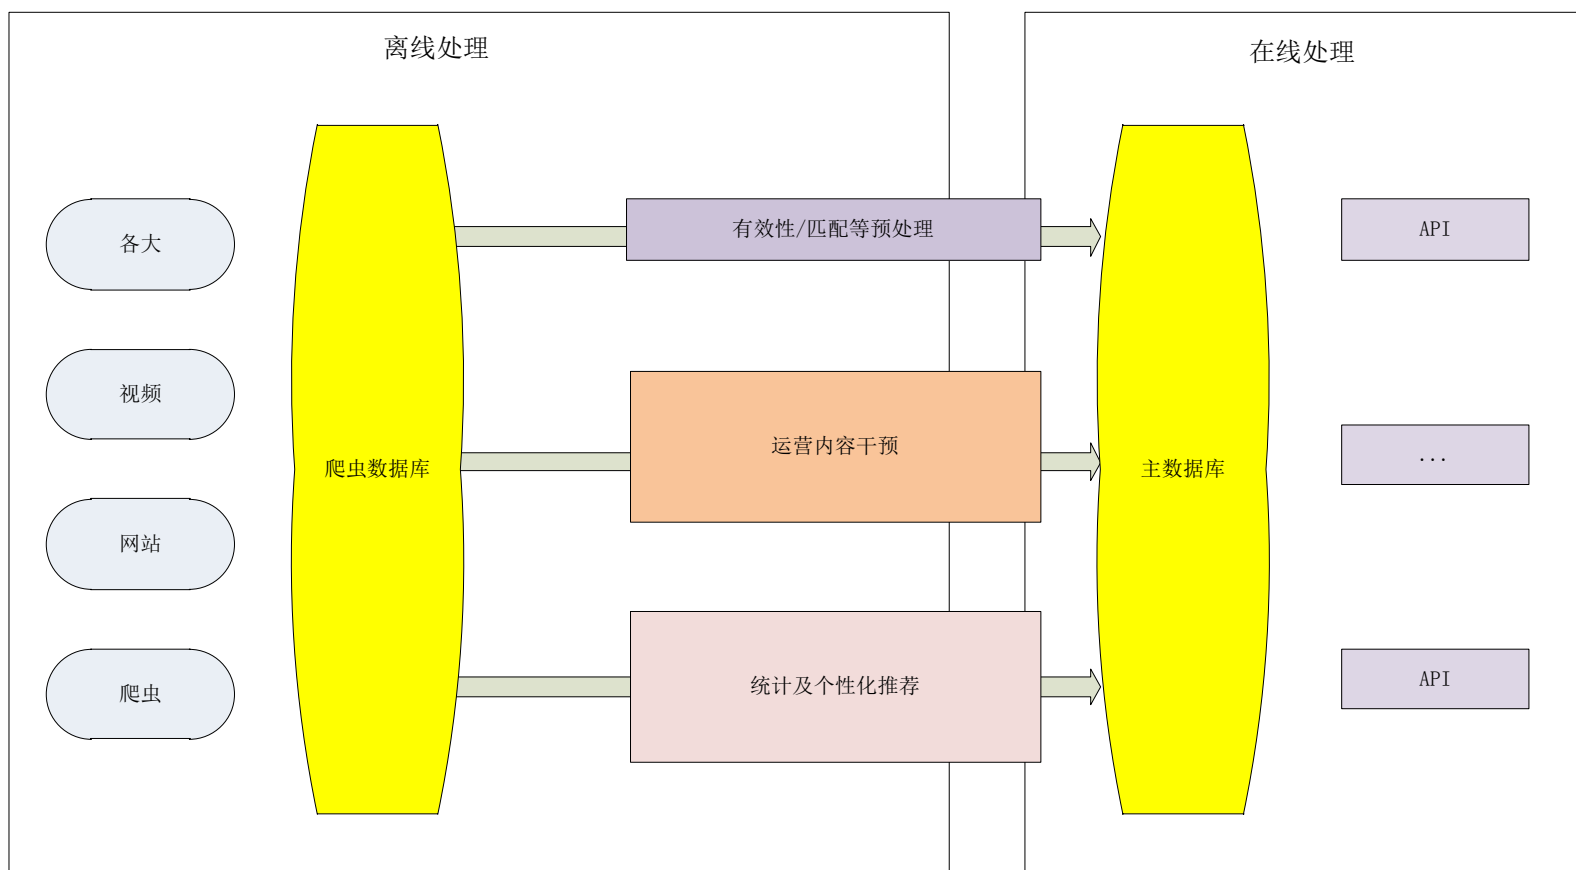 离线处理
在线处理
各大
视频
网站
爬虫
爬虫数据库
有效性/匹配等预处理
运营内容干预
统计及个性化推荐
主数据库
API
...
API